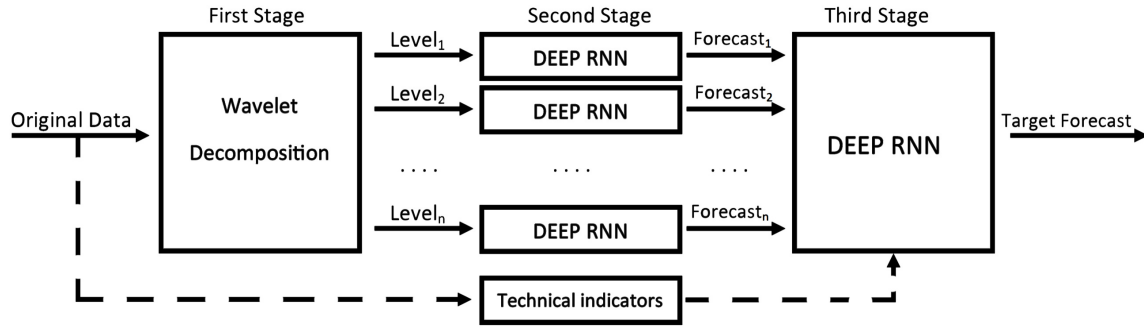 First Stage
Second Stage
Third Stage
Original Data
Wavelet
Decomposition
Level₁
DEEP RNN
Forecast₁
Level₂
DEEP RNN
Forecast₂
. . . .
. . . .
. . . .
Levelₙ
DEEP RNN
Forecastₙ
DEEP RNN
Target Forecast
Technical indicators